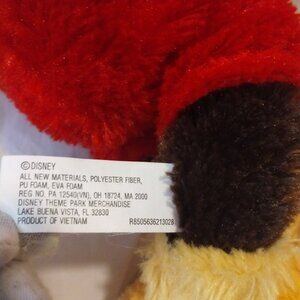 ©DISNEY
ALL NEW MATERIALS, POLYESTER FIBER,
PU FOAM, EVA FOAM
REG NO. PA 12540(VN), OH 18724, MA 2000
DISNEY THEME PARK MERCHANDISE
LAKE BUENA VISTA, FL 32830
PRODUCT OF VIETNAM R8505636213028